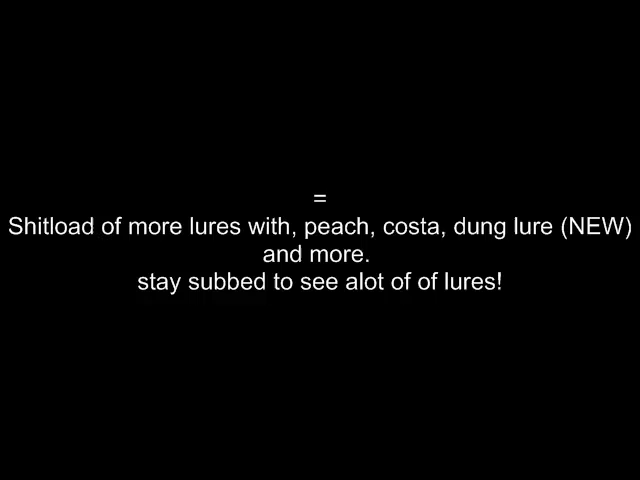 =
Shitload of more lures with, peach, costa, dung lure (NEW)
and more.
stay subbed to see alot of of lures!